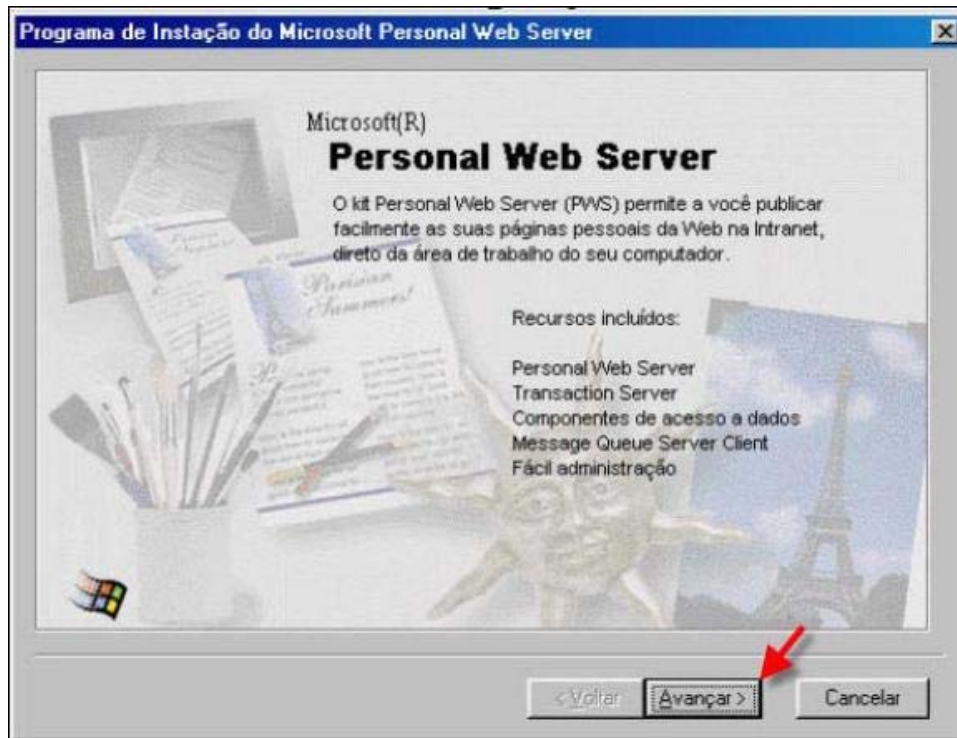 Programa de Instação do Microsoft Personal Web Server
Microsoft(R)
Personal Web Server
O kit Personal Web Server (PWS) permite a você publicar
facilmente as suas páginas pessoais da Web na Intranet,
direto da área de trabalho do seu computador.
Parisian
Summers!
Recursos incluídos:
Personal Web Server
Transaction Server
Componentes de acesso a dados
Message Queue Server Client
Fácil administração
< Voltar
Avançar >
Cancelar